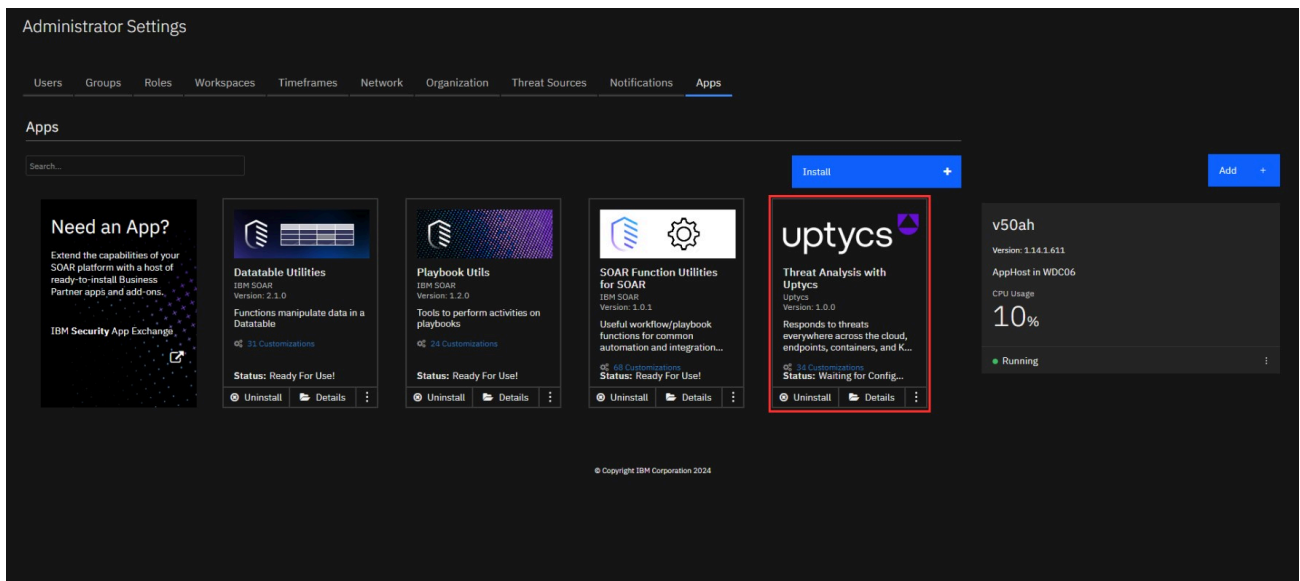 Administrator Settings
Users Groups Roles Workspaces Timeframes Network Organization Threat Sources Notifications Apps
Apps
Search...
Install +
Add +
Need an App?
Extend the capabilities of your
SOAR platform with a host of
ready-to-install Business
Partner apps and add-ons.
IBM Security App Exchange
Datatable Utilities
IBM SOAR
Version: 2.1.0
Functions manipulate data in a
Datatable
31 Customizations
Status: Ready For Use!
Uninstall Details
Playbook Utils
IBM SOAR
Version: 1.2.0
Tools to perform activities on
playbooks
24 Customizations
Status: Ready For Use!
Uninstall Details
SOAR Function Utilities
for SOAR
IBM SOAR
Version: 1.0.1
Useful workflow/playbook
functions for common
automation and integration...
68 Customizations
Status: Ready For Use!
Uninstall Details
uptycs
Threat Analysis with
Uptycs
Uptycs
Version: 1.0.0
Responds to threats
everywhere across the cloud,
endpoints, containers, and K...
34 Customizations
Status: Waiting for Config...
Uninstall Details
v50ah
Version: 1.14.1.611
AppHost in WDC06
CPU Usage
10%
Running
© Copyright IBM Corporation 2024